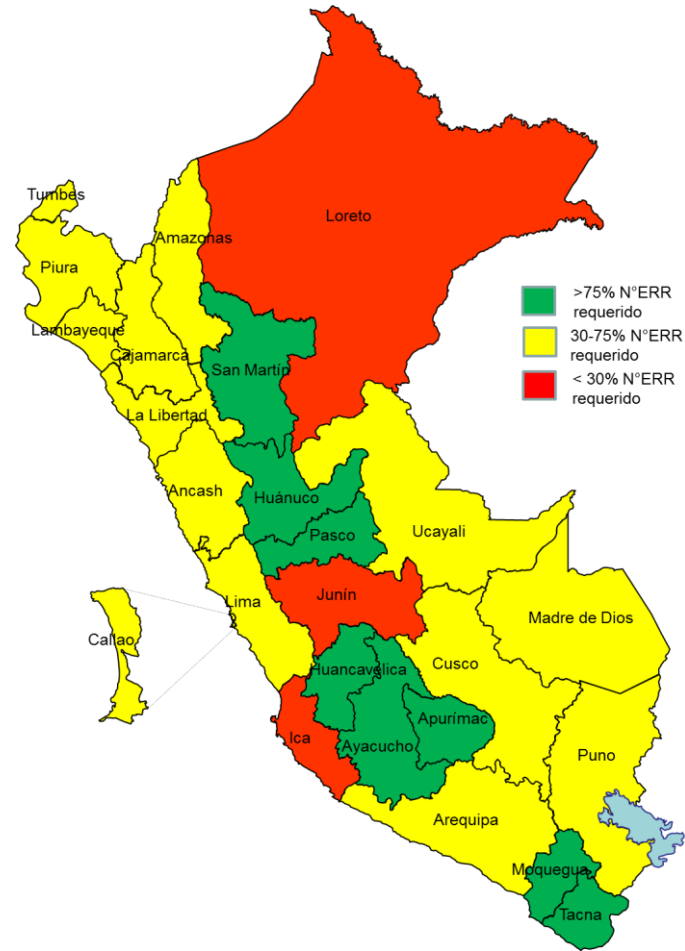 Tumbes
Loreto
Amazonas
Piura
>75% N°ERR
requerido
Lambayeque
30-75% N°ERR
requerido
Cajamarca
San Martín
< 30% N°ERR
requerido
La Libertad
Ancash
Huánuco
Pasco
Ucayali
Lima
Junín
Madre de Dios
Callao
Cusco
Huancavelica
Apurímac
Ica
Ayacucho
Puno
Arequipa
Moquegua
Tacna